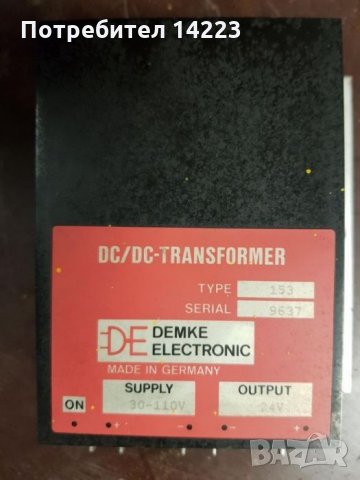 Потребител 14223
DC/DC-TRANSFORMER
TYPE 153
SERIAL 9637
DE DEMKE
ELECTRONIC
MADE IN GERMANY
SUPPLY OUTPUT
ON 30-110V 24V
+ - - +
bazar